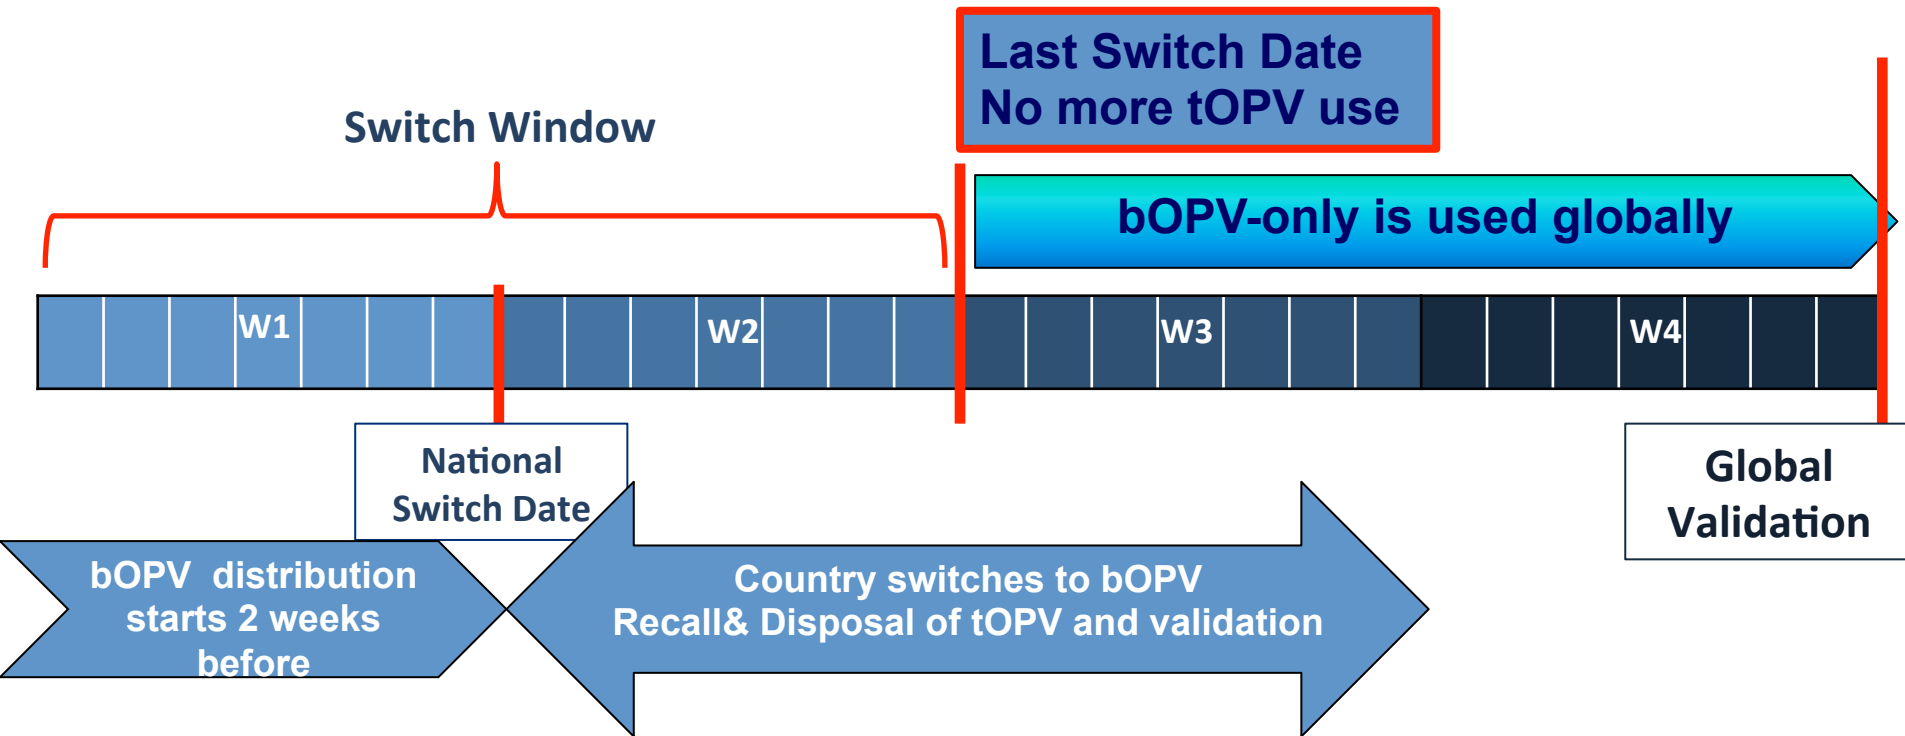 Last Switch Date
No more tOPV use
Switch Window
bOPV-only is used globally
W1
W2
W3
W4
National
Switch Date
Global
Validation
bOPV distribution
starts 2 weeks
before
Country switches to bOPV
Recall& Disposal of tOPV and validation